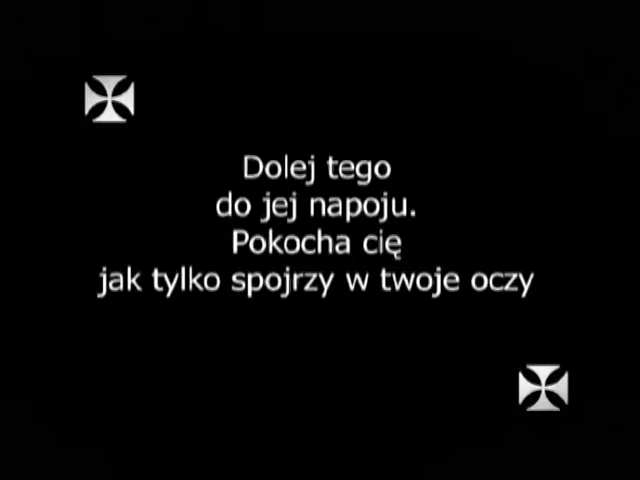 Dolej tego
do jej napoju.
Pokocha cię
jak tylko spojrzy w twoje oczy